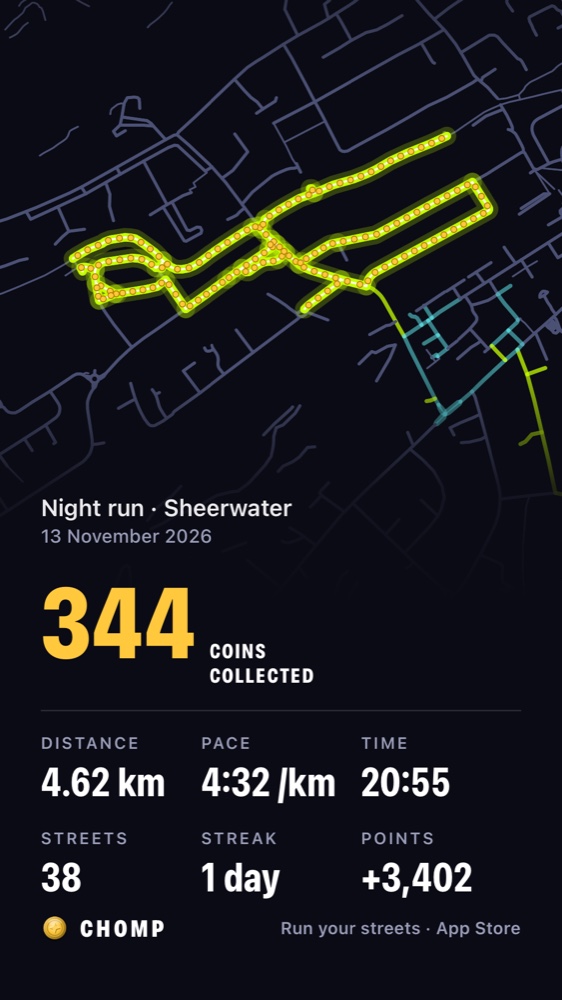 Night run · Sheerwater
13 November 2026
344 COINS
COLLECTED
DISTANCE PACE TIME
4.62 km 4:32 /km 20:55
STREETS STREAK POINTS
38 1 day +3,402
CHOMP Run your streets · App Store